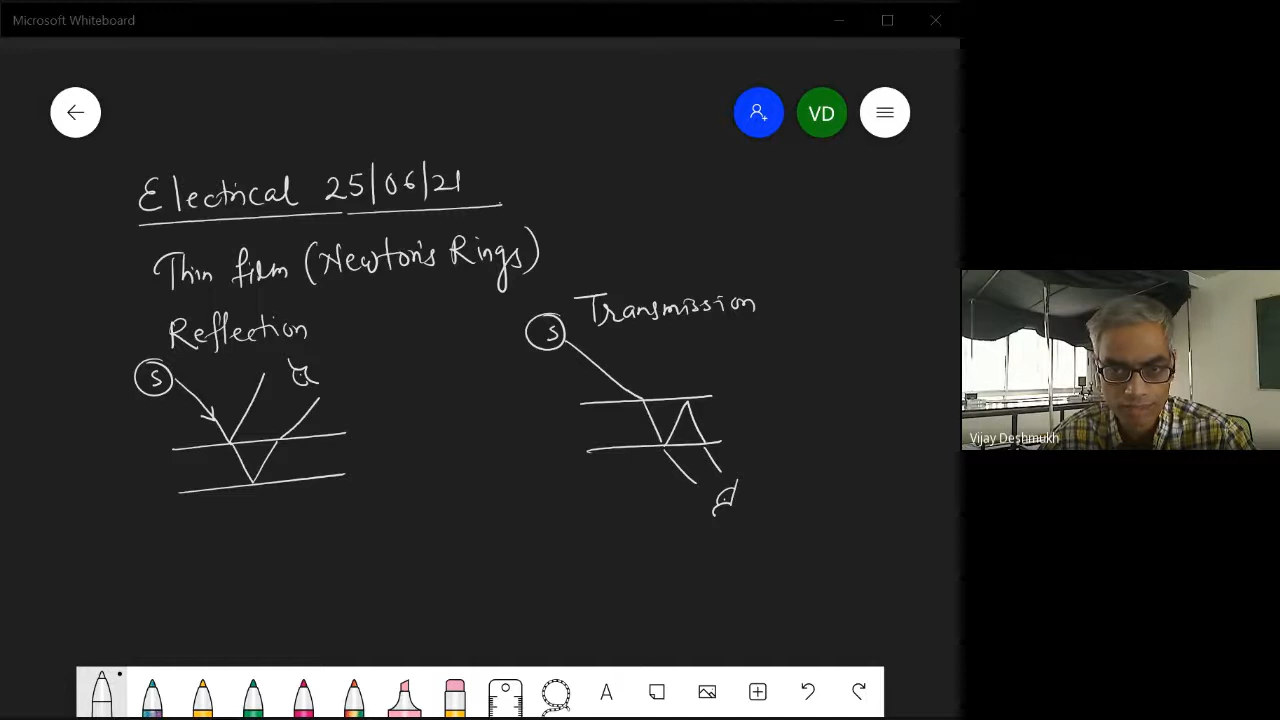 Microsoft Whiteboard
VD
Electrical 25/06/21
Thin film (Newton's Rings)
Reflection
Transmission
S
S
Vijay Deshmukh
A